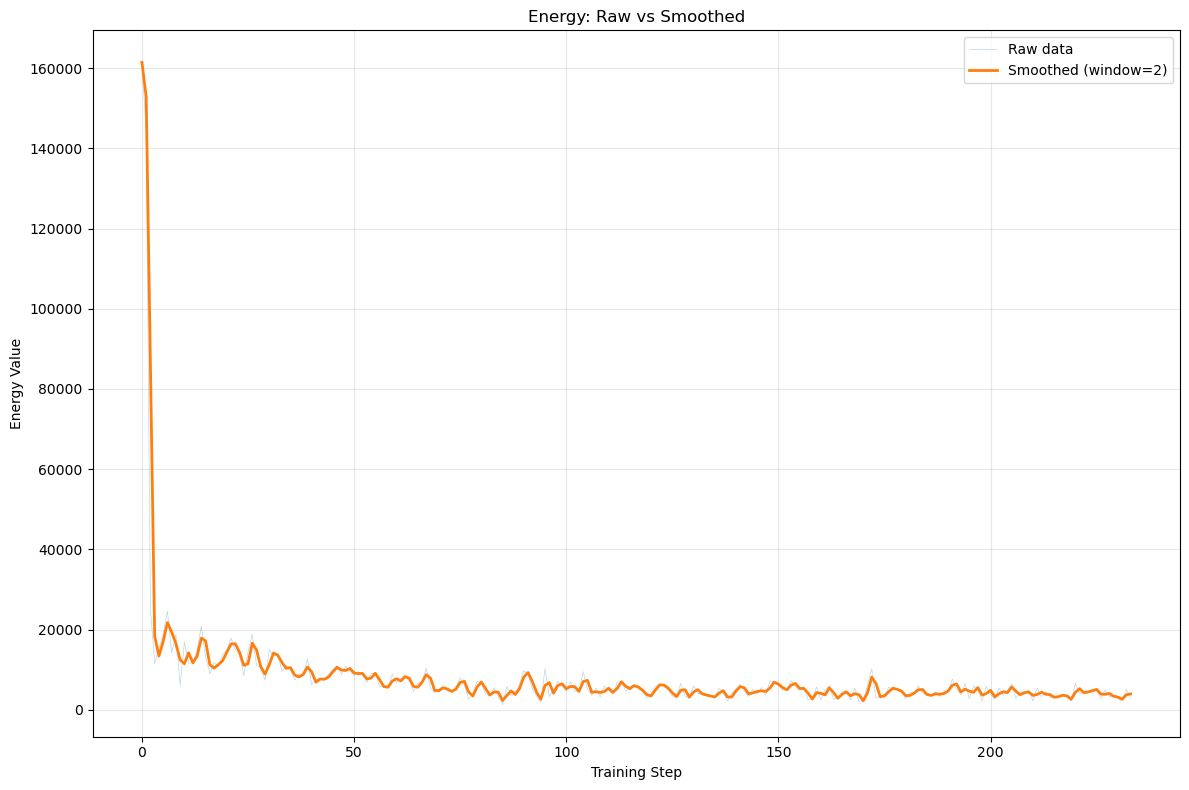 Energy: Raw vs Smoothed
Raw data
Smoothed (window=2)
160000
140000
120000
100000
80000
60000
40000
20000
0
Energy Value
0 50 100 150 200
Training Step